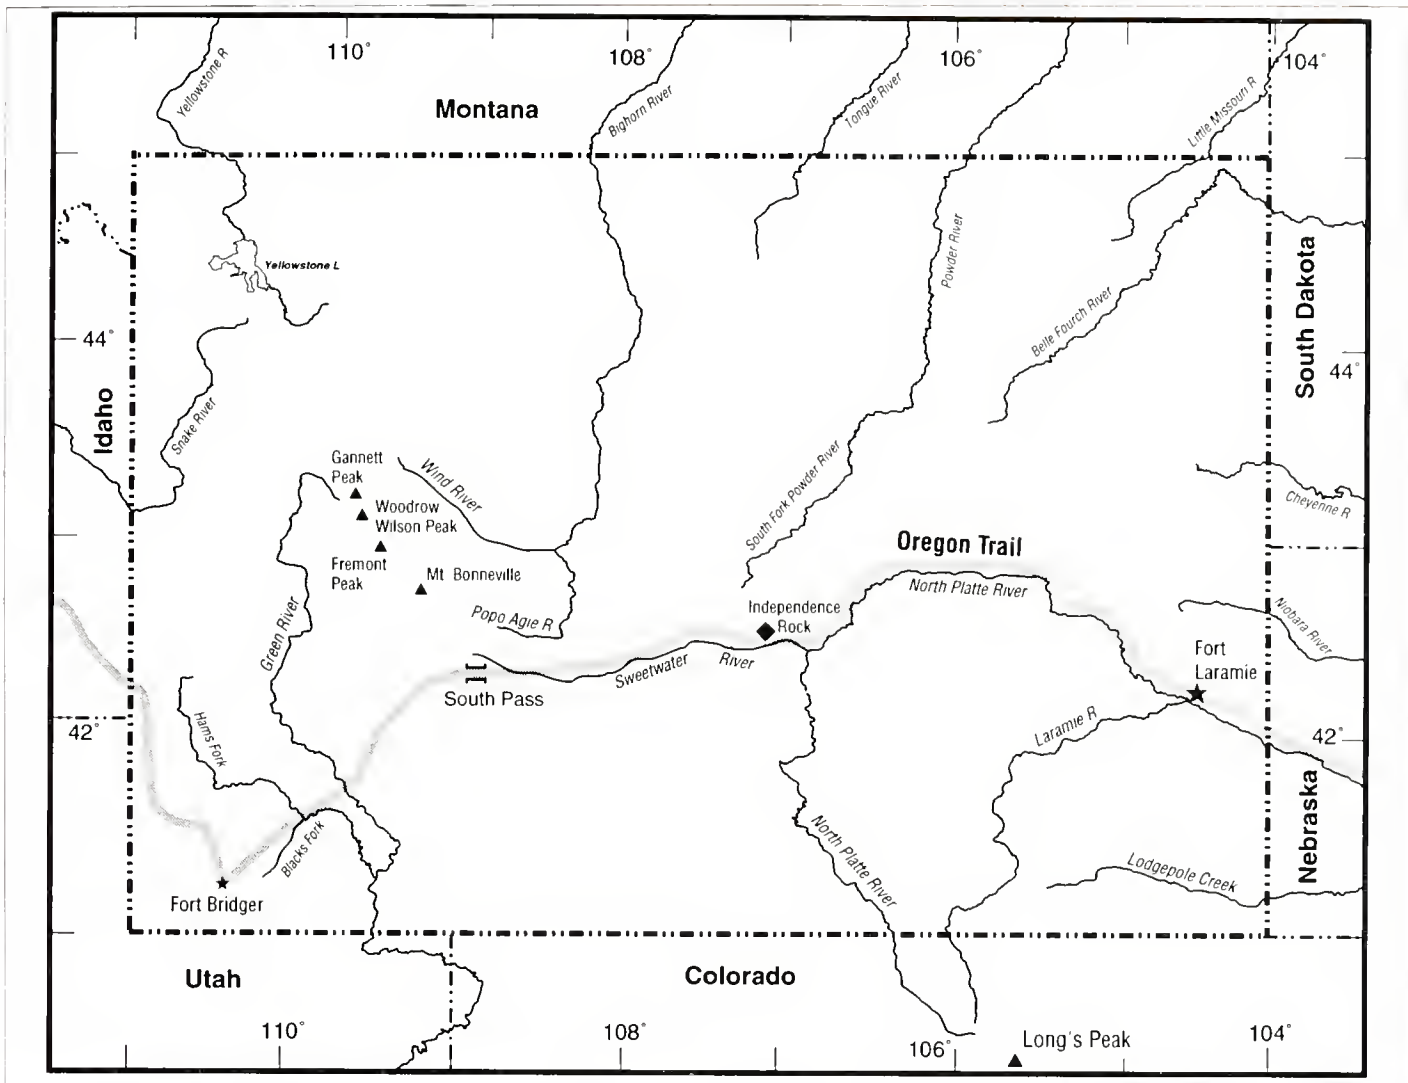 110°
108°
106°
104°
Yellowstone R
Montana
Bighorn River
Tongue River
Little Missouri R
Yellowstone L
Powder River
South Dakota
44°
Belle Fourch River
44°
Idaho
Snake River
Gannett
Peak
Wind River
Woodrow
Wilson Peak
South Fork Powder River
Cheyenne R
Fremont
Peak
Mt Bonneville
Oregon Trail
North Platte River
Popo Agie R
Independence
Rock
Niobara River
Green River
Sweetwater
River
Fort
Laramie
South Pass
Hams Fork
Laramie R
42°
42°
Blacks Fork
North Platte River
Lodgepole Creek
Nebraska
Fort Bridger
Utah
Colorado
110°
108°
106°
Long's Peak
104°